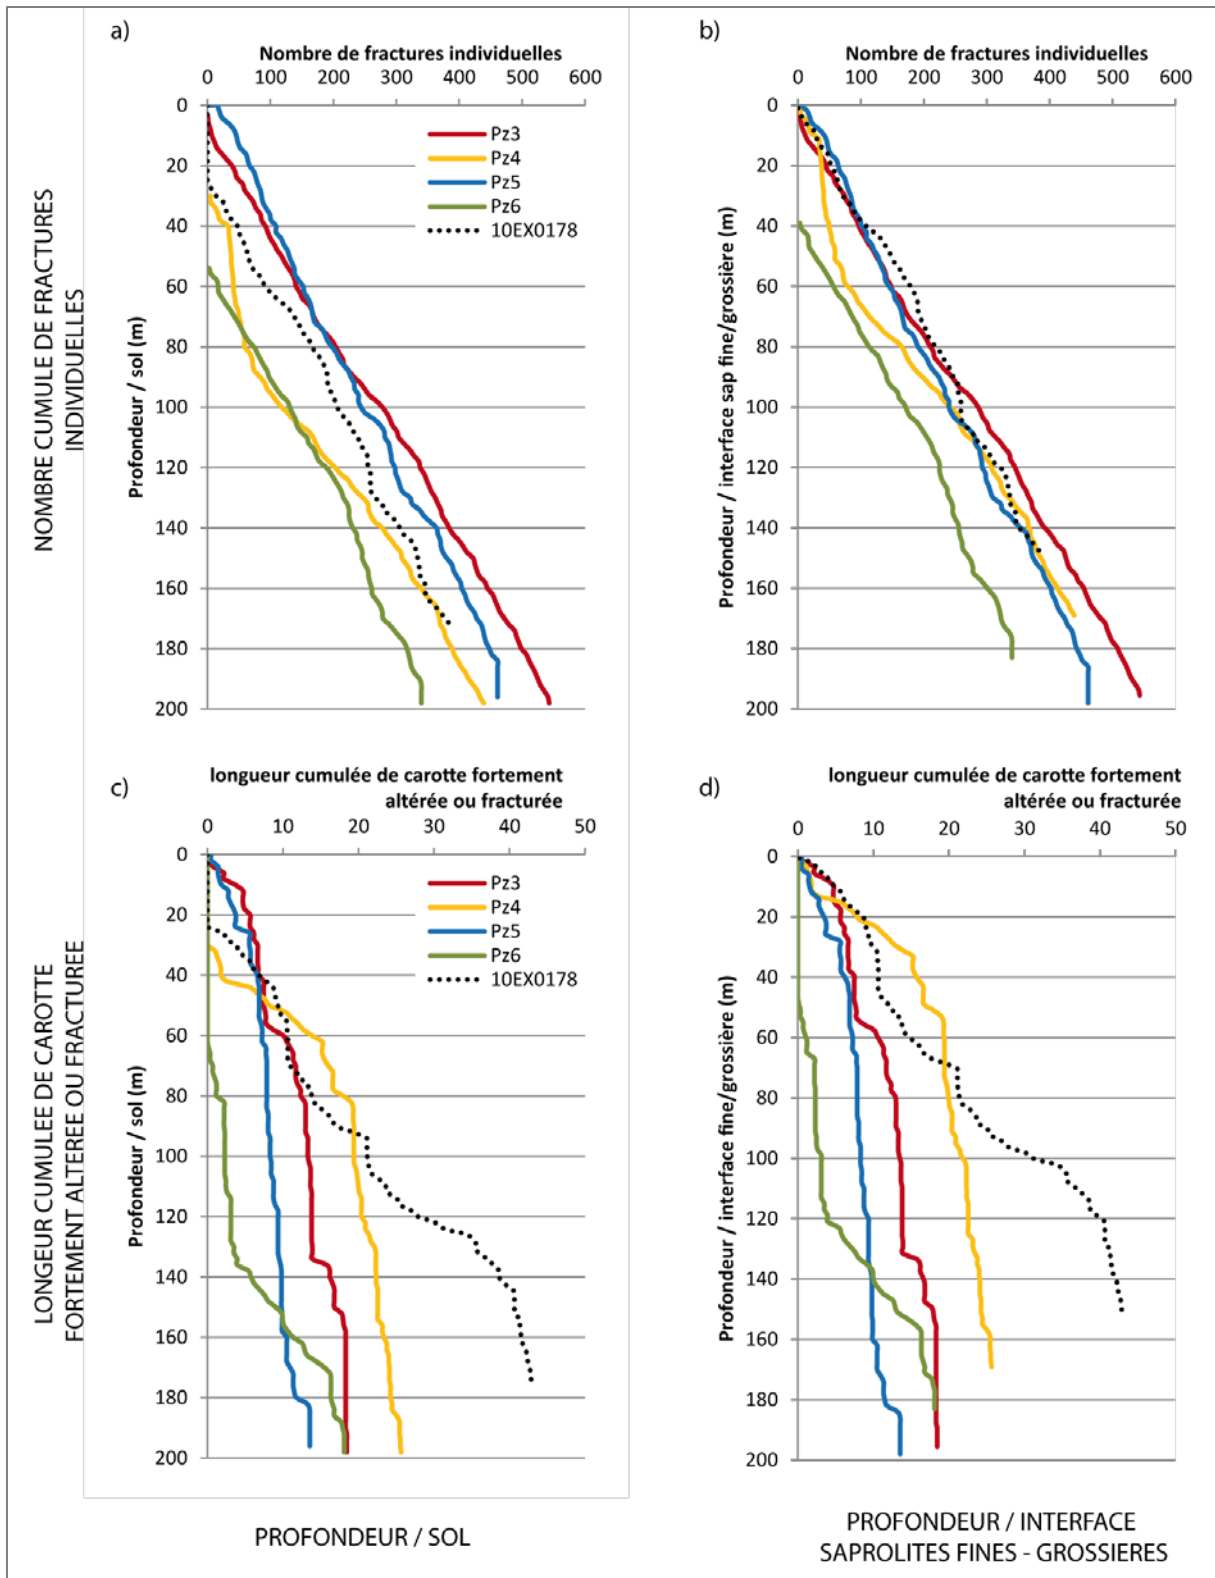 a)
Nombre de fractures individuelles
0 100 200 300 400 500 600
0
20
40
60
80
100
120
140
160
180
200
Profondeur / sol (m)
Pz3
Pz4
Pz5
Pz6
10EX0178
b)
Nombre de fractures individuelles
0 100 200 300 400 500 600
0
20
40
60
80
100
120
140
160
180
200
Profondeur / interface sap fine/grossière (m)
NOMBRE CUMULE DE FRACTURES
INDIVIDUELLES
c)
longueur cumulée de carotte fortement
altérée ou fracturée
0 10 20 30 40 50
0
20
40
60
80
100
120
140
160
180
200
Profondeur / sol (m)
Pz3
Pz4
Pz5
Pz6
10EX0178
d)
longueur cumulée de carotte fortement
altérée ou fracturée
0 10 20 30 40 50
0
20
40
60
80
100
120
140
160
180
200
Profondeur / interface fine/grossière (m)
LONGEUR CUMULEE DE CAROTTE
FORTEMENT ALTEREE OU FRACTUREE
PROFONDEUR / SOL
PROFONDEUR / INTERFACE
SAPROLITES FINES - GROSSIERES